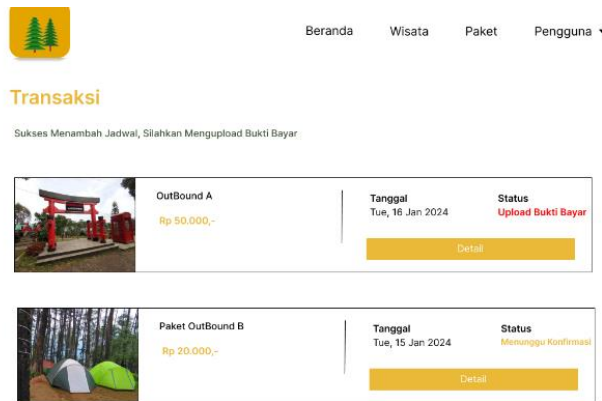 Beranda Wisata Paket Pengguna
Transaksi
Sukses Menambah Jadwal, Silahkan Mengupload Bukti Bayar
OutBound A
Rp 50.000,-
Tanggal
Tue, 16 Jan 2024
Status
Upload Bukti Bayar
Detail
Paket OutBound B
Rp 20.000,-
Tanggal
Tue, 15 Jan 2024
Status
Menunggu Konfirmasi
Detail